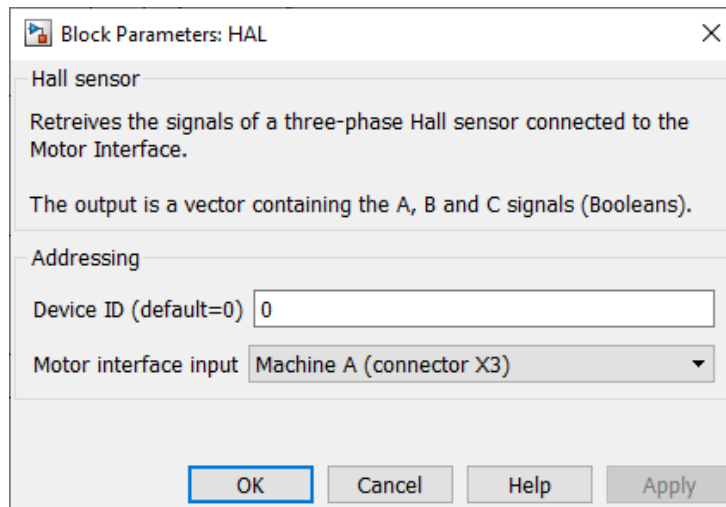 Block Parameters: HAL
Hall sensor
Retreives the signals of a three-phase Hall sensor connected to the
Motor Interface.
The output is a vector containing the A, B and C signals (Booleans).
Addressing
Device ID (default=0) 0
Motor interface input Machine A (connector X3)
OK Cancel Help Apply